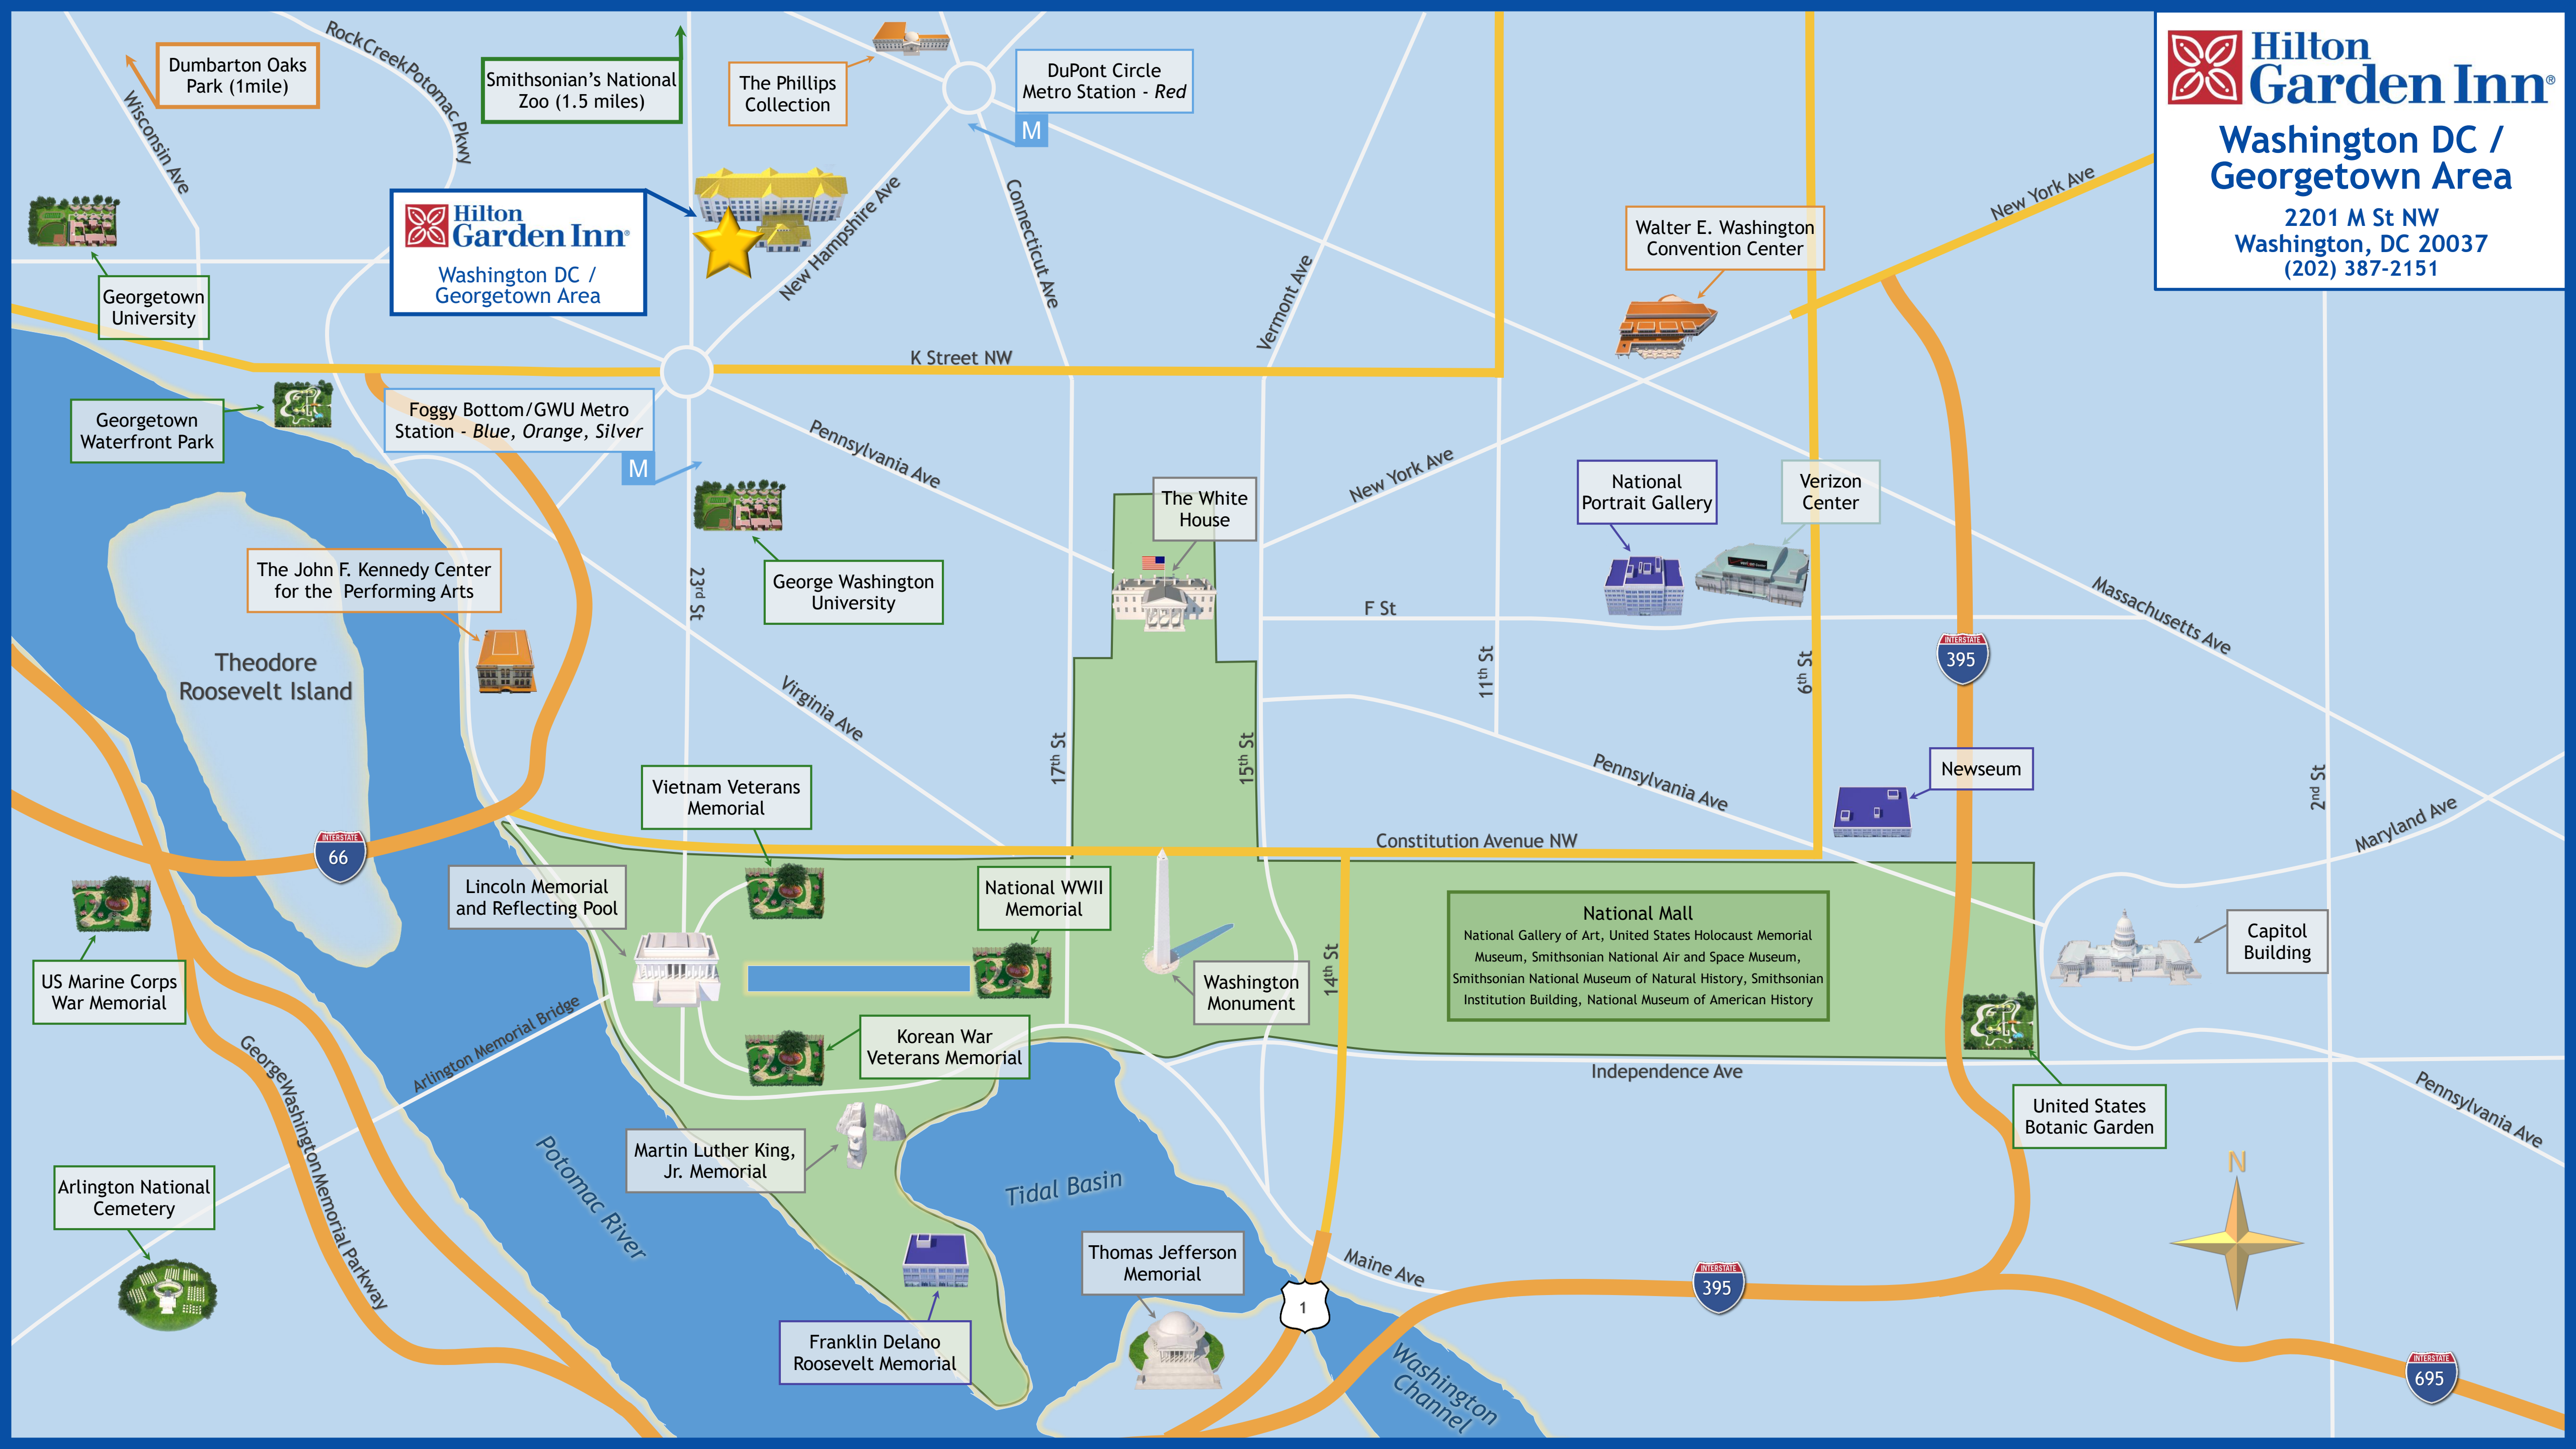 Dumbarton Oaks
Park (1mile)
Wisconsin Ave
RockCreekPotomac Pkwy
Smithsonian's National
Zoo (1.5 miles)
The Phillips
Collection
DuPont Circle
Metro Station - Red
M
Hilton
Garden Inn®
Washington DC /
Georgetown Area
2201 M St NW
Washington, DC 20037
(202) 387-2151
Hilton
Garden Inn®
Washington DC /
Georgetown Area
New Hampshire Ave
Connecticut Ave
Vermont Ave
Walter E. Washington
Convention Center
New York Ave
Georgetown
University
K Street NW
Georgetown
Waterfront Park
Foggy Bottom/GWU Metro
Station - Blue, Orange, Silver
M
Pennsylvania Ave
New York Ave
The White
House
National
Portrait Gallery
Verizon
Center
The John F. Kennedy Center
for the Performing Arts
George Washington
University
23rd St
F St
Massachusetts Ave
Theodore
Roosevelt Island
Virginia Ave
17th St
15th St
11th St
6th St
INTERSTATE
395
Newseum
Pennsylvania Ave
2nd St
Maryland Ave
Vietnam Veterans
Memorial
Constitution Avenue NW
INTERSTATE
66
Lincoln Memorial
and Reflecting Pool
National WWII
Memorial
National Mall
National Gallery of Art, United States Holocaust Memorial
Museum, Smithsonian National Air and Space Museum,
Smithsonian National Museum of Natural History, Smithsonian
Institution Building, National Museum of American History
Capitol
Building
US Marine Corps
War Memorial
Washington
Monument
14th St
Arlington Memorial Bridge
Korean War
Veterans Memorial
Independence Ave
GeorgeWashington Memorial Parkway
United States
Botanic Garden
Pennsylvania Ave
Martin Luther King,
Jr. Memorial
Potomac River
Tidal Basin
Arlington National
Cemetery
N
Thomas Jefferson
Memorial
Maine Ave
1
INTERSTATE
395
Franklin Delano
Roosevelt Memorial
Washington
Channel
INTERSTATE
695